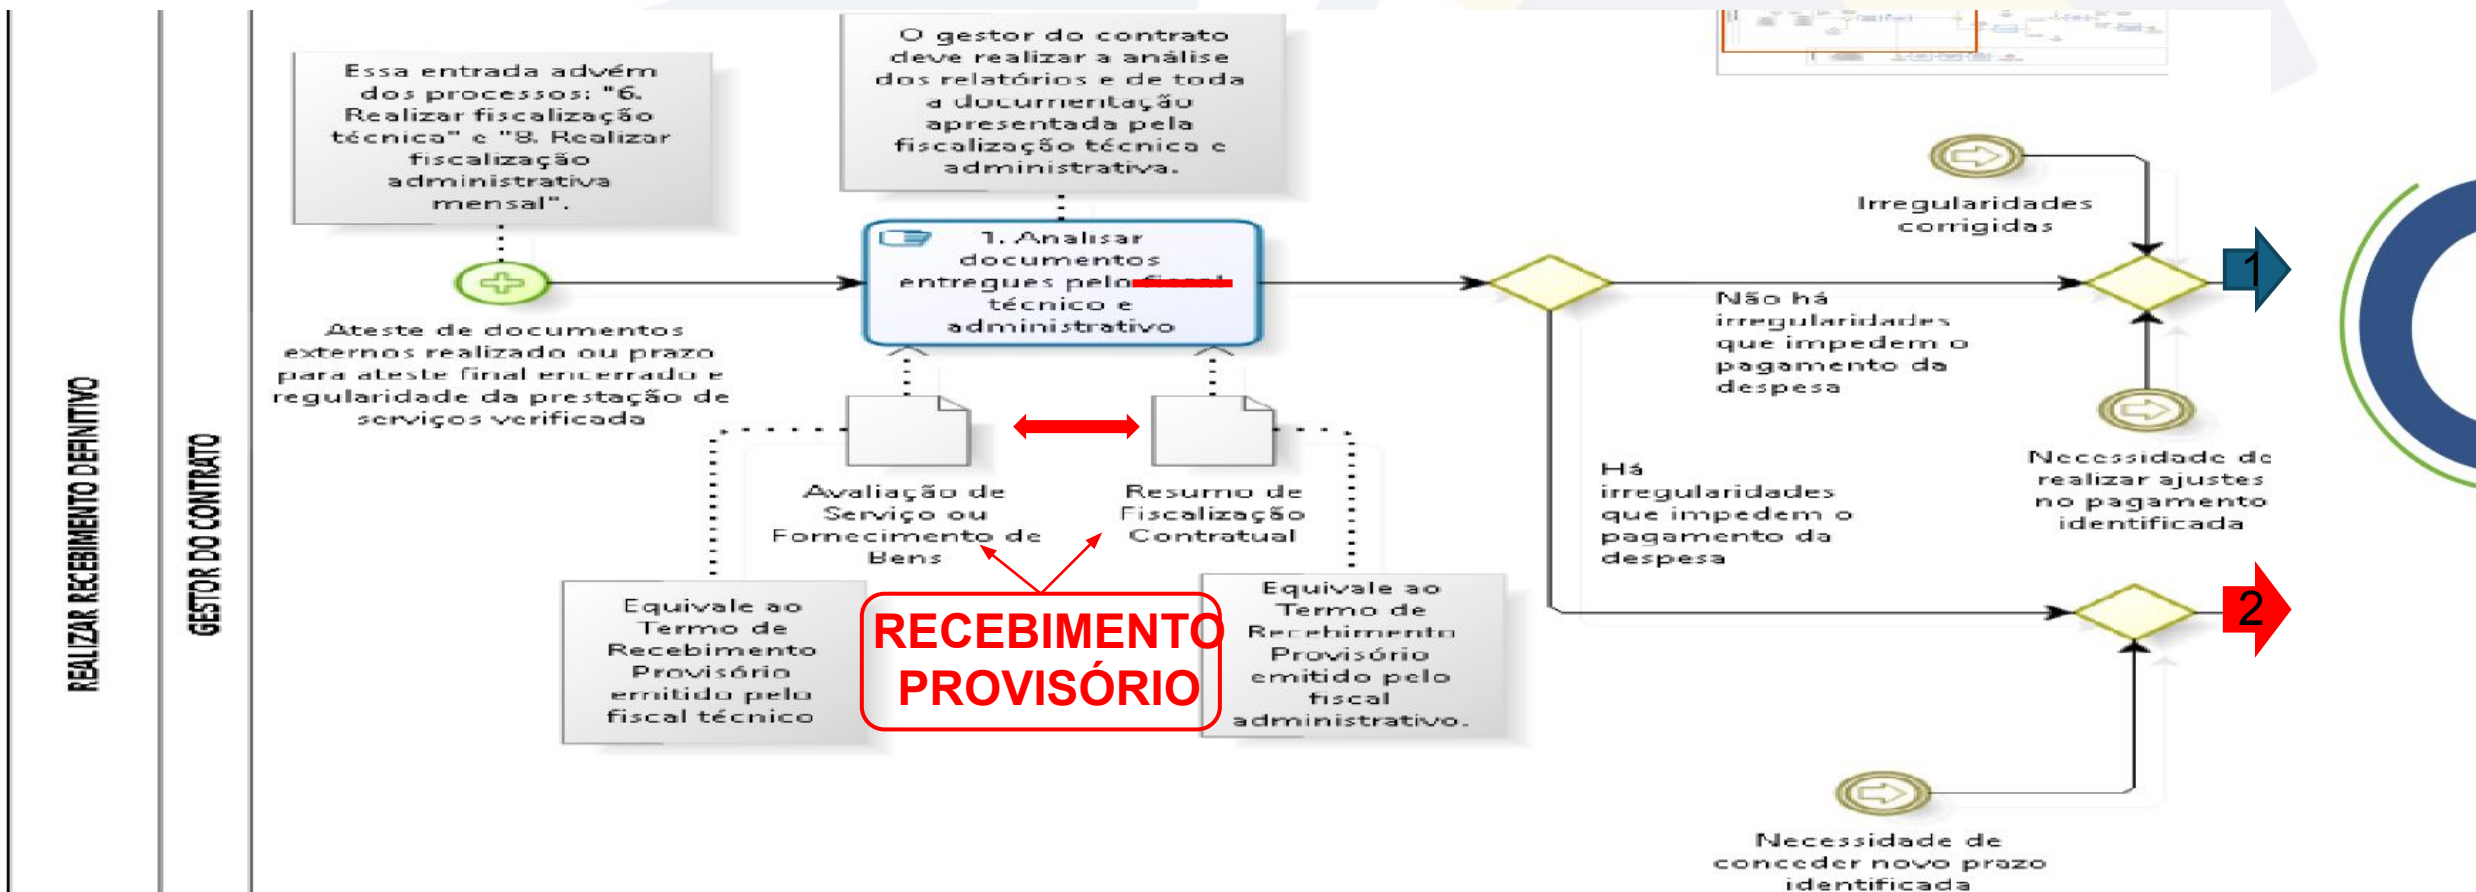 REALIZAR RECEBIMENTO DEFINITIVO
GESTOR DO CONTRATO
Essa entrada advém
dos processos: "6.
Realizar fiscalização
técnica" e "8. Realizar
fiscalização
administrativa
mensal".
O gestor do contrato
deve realizar a análise
dos relatórios e de toda
a documentação
apresentada pela
fiscalização técnica e
administrativa.
Ateste de documentos
externos realizado ou prazo
para ateste final encerrado e
regularidade da prestação de
serviços verificada
1. Analisar
documentos
entregues pelo fiscal
técnico e
administrativo
Avaliação de
Serviço ou
Fornecimento de
Bens
Resumo de
Fiscalização
Contratual
Equivale ao
Termo de
Recebimento
Provisório
emitido pelo
fiscal técnico
RECEBIMENTO
PROVISÓRIO
Equivale ao
Termo de
Recebimento
Provisório
emitido pelo
fiscal
administrativo.
Irregularidades
corrigidas
1
Não há
irregularidades
que impedem o
pagamento da
despesa
Necessidade de
realizar ajustes
no pagamento
identificada
Há
irregularidades
que impedem o
pagamento da
despesa
2
Necessidade de
conceder novo prazo
identificada